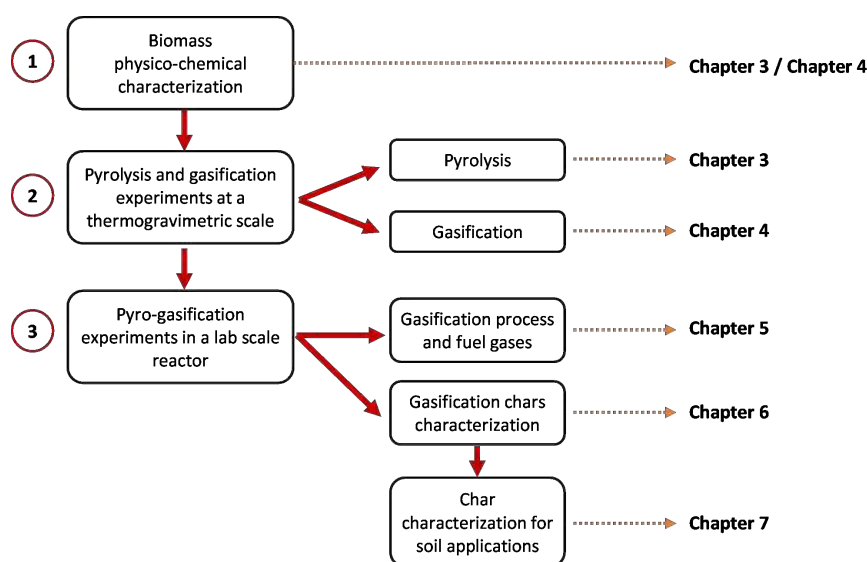 1
Biomass
physico-chemical
characterization
Chapter 3 / Chapter 4
2
Pyrolysis and gasification
experiments at a
thermogravimetric scale
Pyrolysis
Chapter 3
Gasification
Chapter 4
3
Pyro-gasification
experiments in a lab scale
reactor
Gasification process
and fuel gases
Chapter 5
Gasification chars
characterization
Chapter 6
Char
characterization for
soil applications
Chapter 7